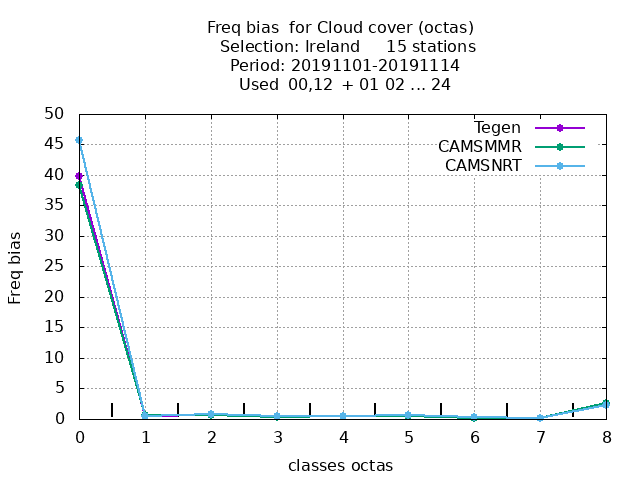 Freq bias  for Cloud cover (octas)
Selection: Ireland     15 stations
Period: 20191101-20191114
Used  00,12  + 01 02 ... 24
50
45
40
35
30
25
20
15
10
5
0
Freq bias
Tegen
CAMSMMR
CAMSNRT
0 1 2 3 4 5 6 7 8
classes octas